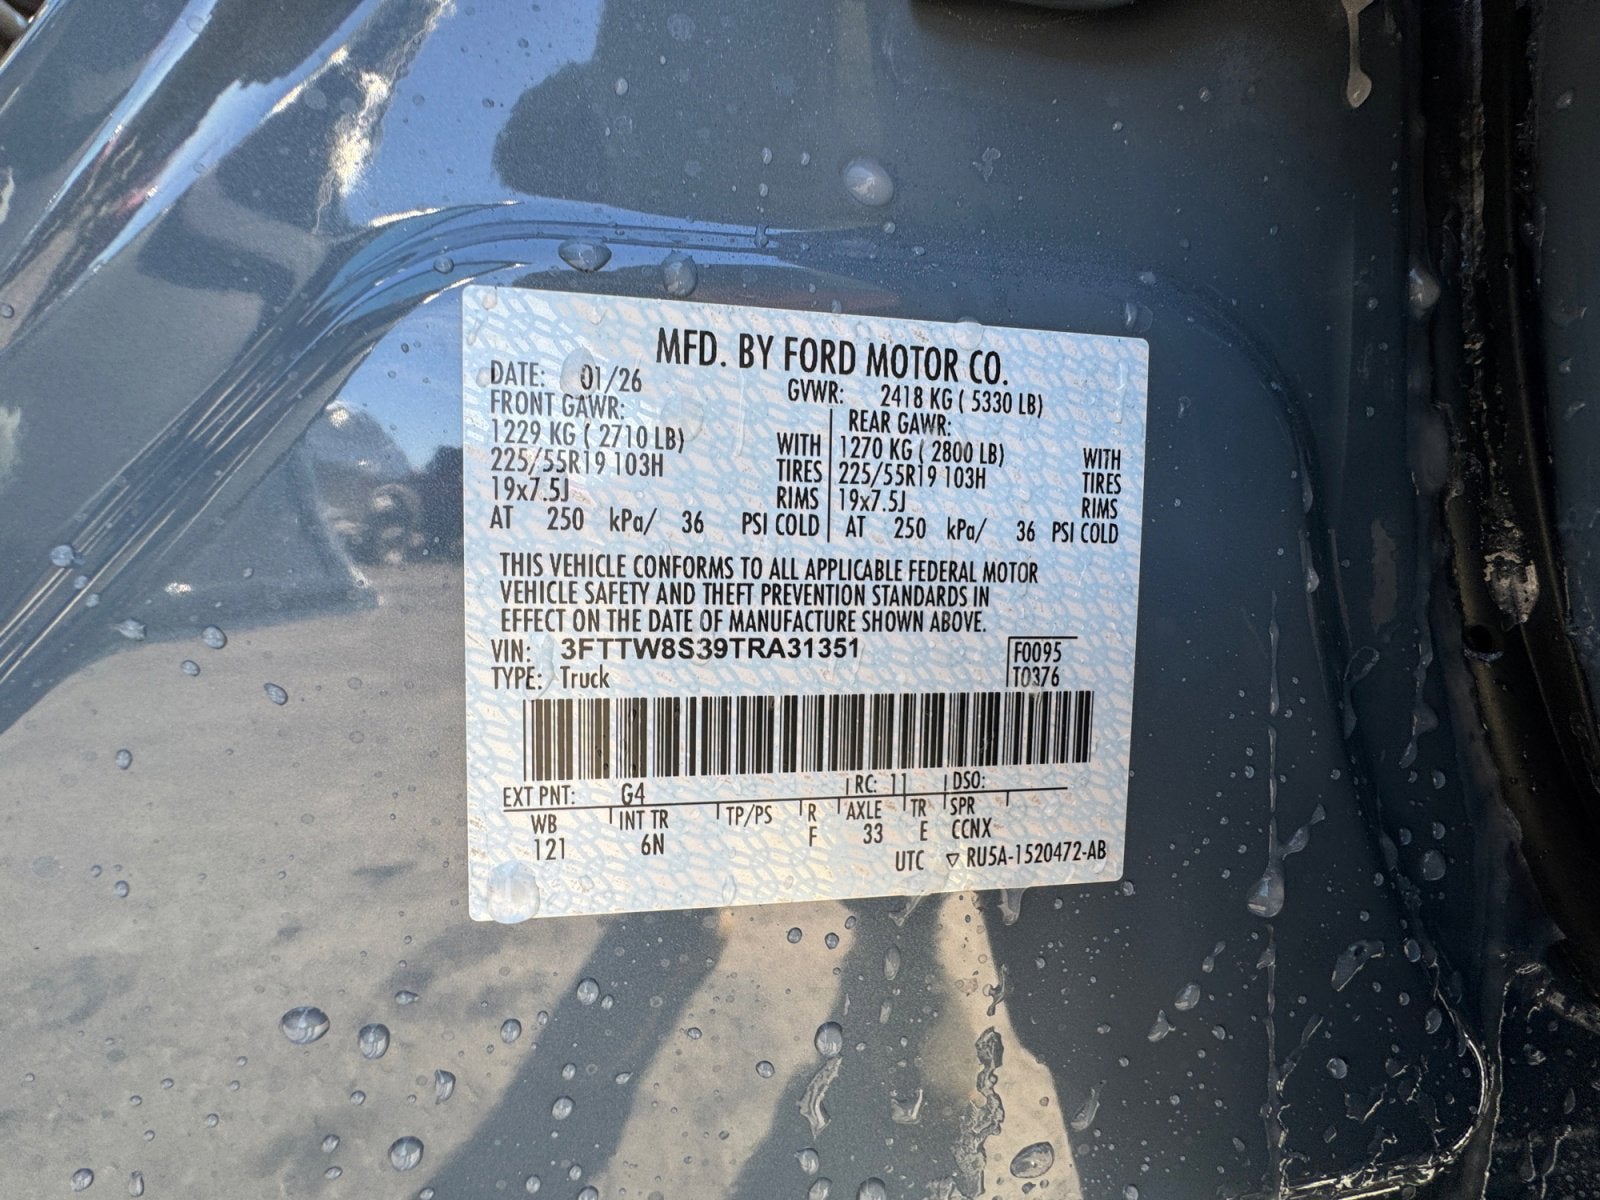 MFD. BY FORD MOTOR CO.
DATE: 01/26 GVWR: 2418 KG ( 5330 LB)
FRONT GAWR: REAR GAWR:
1229 KG ( 2710 LB) WITH 1270 KG ( 2800 LB) WITH
225/55R19 103H TIRES 225/55R19 103H TIRES
19x7.5J RIMS 19x7.5J RIMS
AT 250 kPa/ 36 PSI COLD AT 250 kPa/ 36 PSI COLD
THIS VEHICLE CONFORMS TO ALL APPLICABLE FEDERAL MOTOR
VEHICLE SAFETY AND THEFT PREVENTION STANDARDS IN
EFFECT ON THE DATE OF MANUFACTURE SHOWN ABOVE.
VIN: 3FTTW8S39TRA31351 F0095
TYPE: Truck T0376
EXT PNT: G4 RC: 11 DSO:
WB INT TR TP/PS R AXLE TR SPR
121 6N F 33 E CCNX
UTC ▽ RU5A-1520472-AB